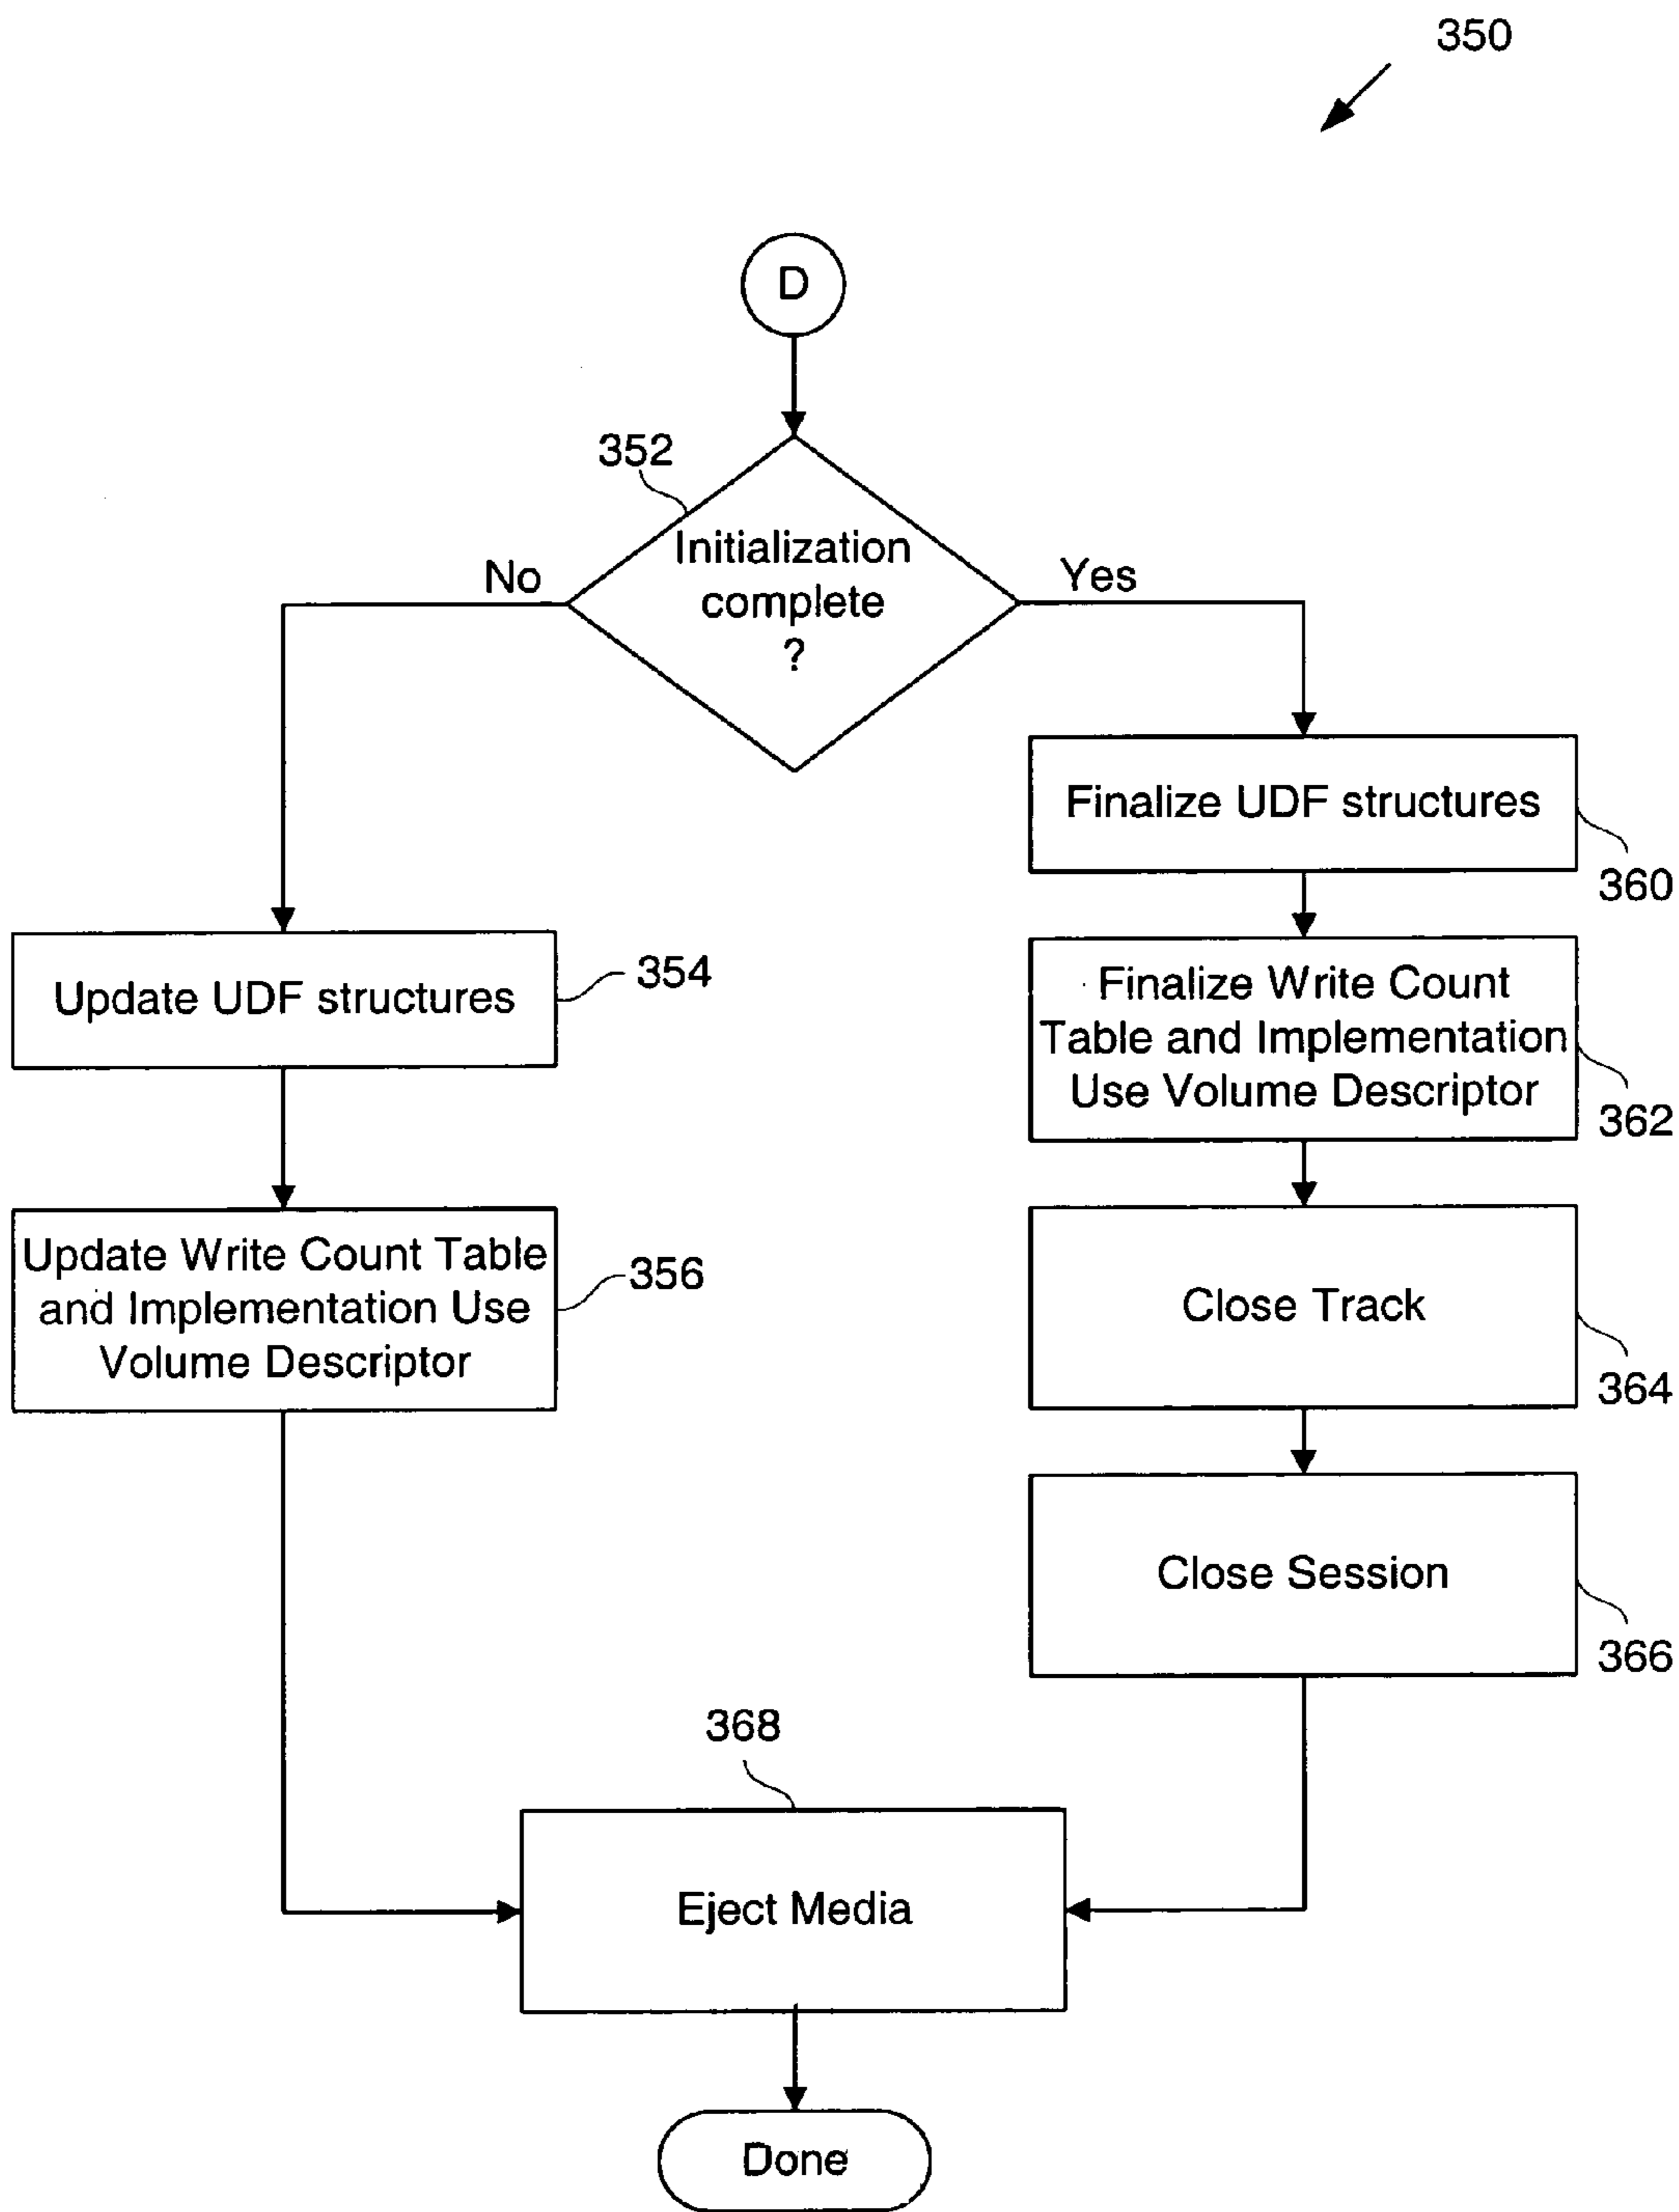 350
D
352
Initialization
complete
?
No
Yes
Finalize UDF structures
360
Update UDF structures
354
Finalize Write Count
Table and Implementation
Use Volume Descriptor
362
Update Write Count Table
and Implementation Use
Volume Descriptor
356
Close Track
364
Close Session
366
368
Eject Media
Done